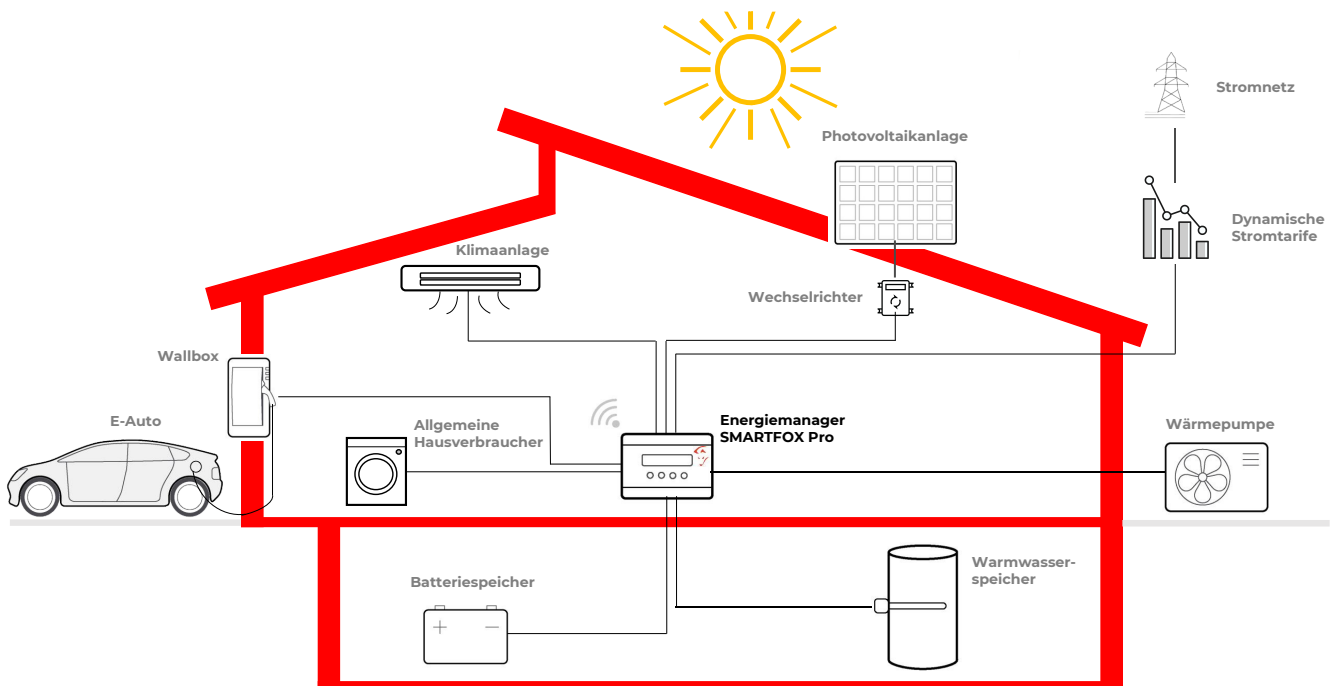 Stromnetz
Photovoltaikanlage
Dynamische
Stromtarife
Klimaanlage
Wechselrichter
Wallbox
E-Auto
Allgemeine
Hausverbraucher
Energiemanager
SMARTFOX Pro
Wärmepumpe
Batteriespeicher
Warmwasser-
speicher